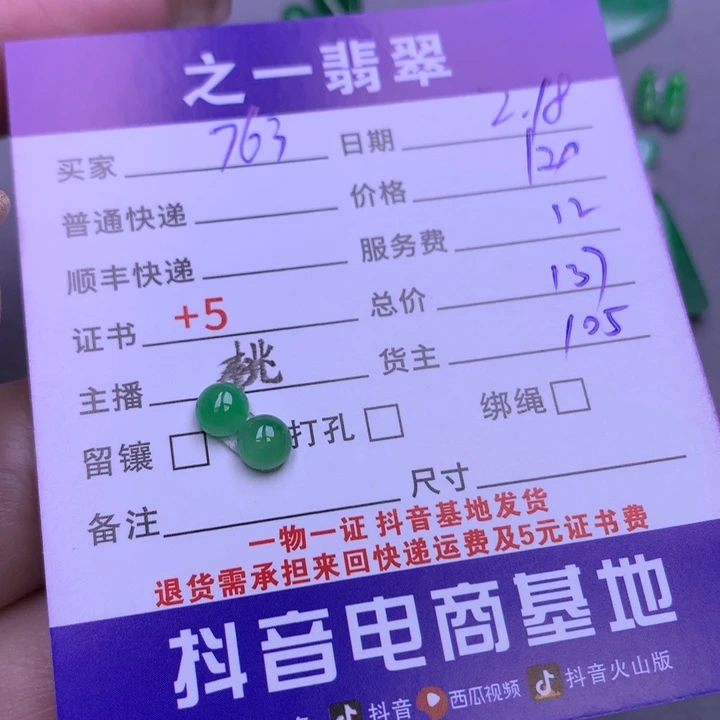 之一翡翠
买家 763 日期 2.18
普通快递 价格 120
顺丰快递 服务费 12
证书 +5 总价 137
主播 桃 货主 105
留镶 打孔 绑绳
备注 尺寸
一物一证 抖音基地发货
退货需承担来回快递运费及5元证书费
抖音电商基地
抖音 西瓜视频 抖音火山版